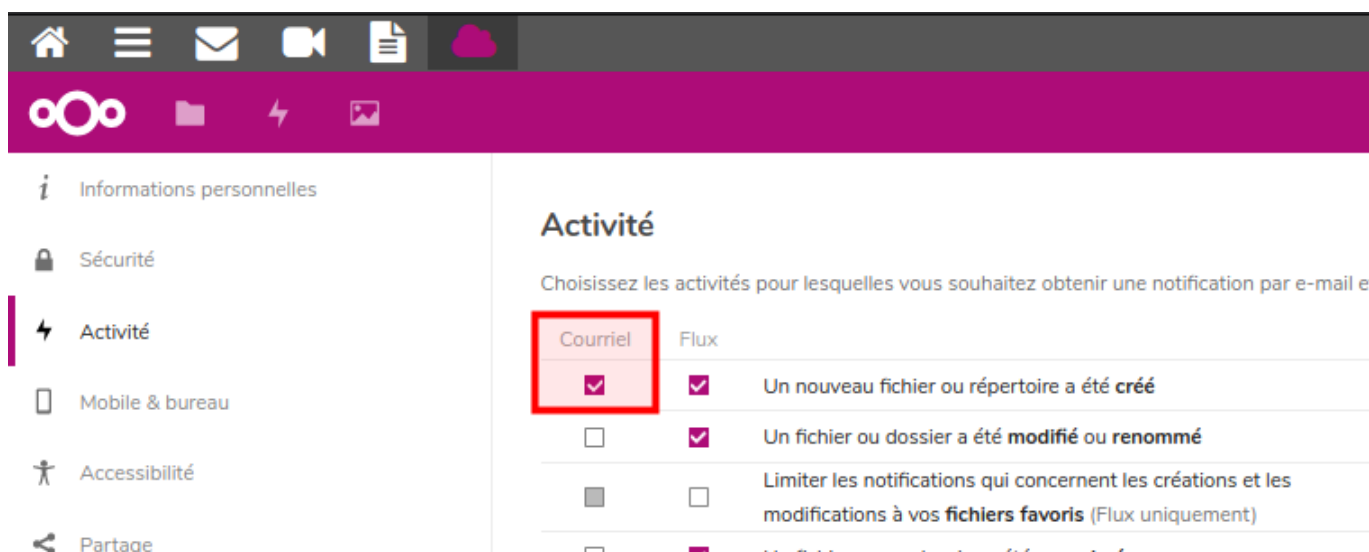 Informations personnelles
Sécurité
Activité
Mobile & bureau
Accessibilité
Partage
Activité
Choisissez les activités pour lesquelles vous souhaitez obtenir une notification par e-mail
Courriel Flux
Un nouveau fichier ou répertoire a été créé
Un fichier ou dossier a été modifié ou renommé
Limiter les notifications qui concernent les créations et les
modifications à vos fichiers favoris (Flux uniquement)